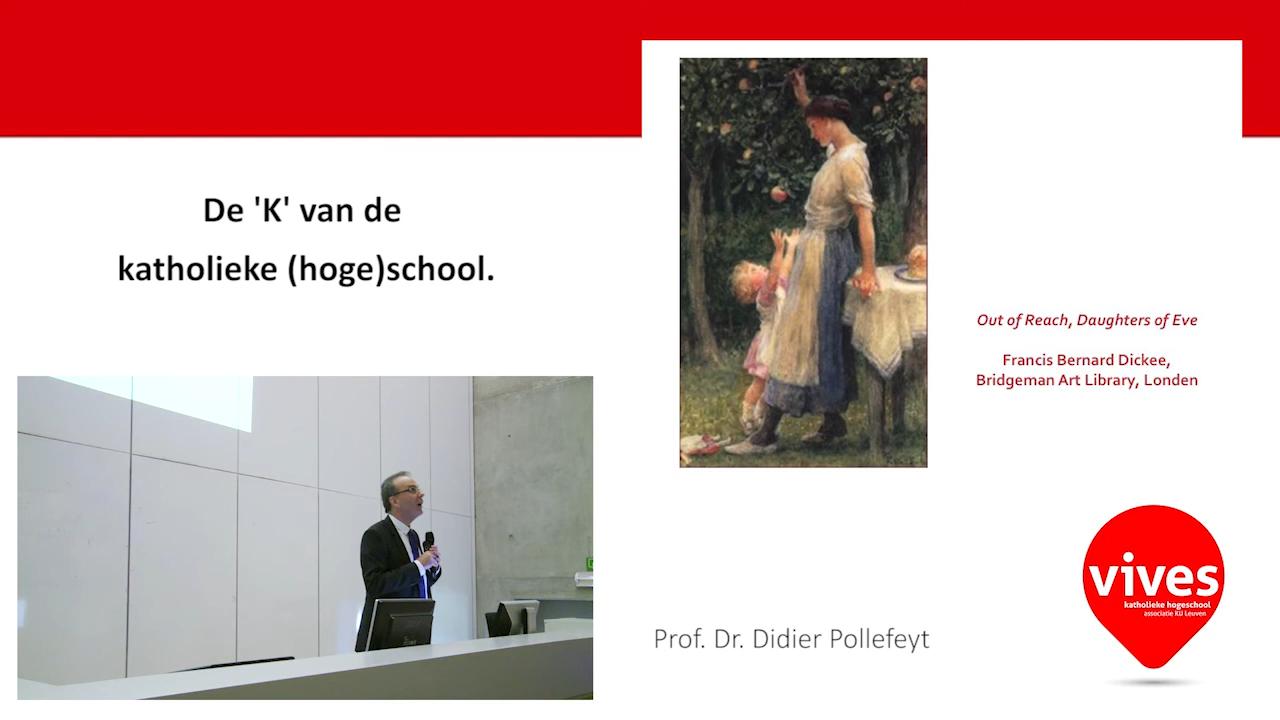 De 'K' van de
katholieke (hoge)school.
Out of Reach, Daughters of Eve
Francis Bernard Dickee,
Bridgeman Art Library, Londen
Prof. Dr. Didier Pollefeyt
vives
katholieke hogeschool
associatie KU Leuven